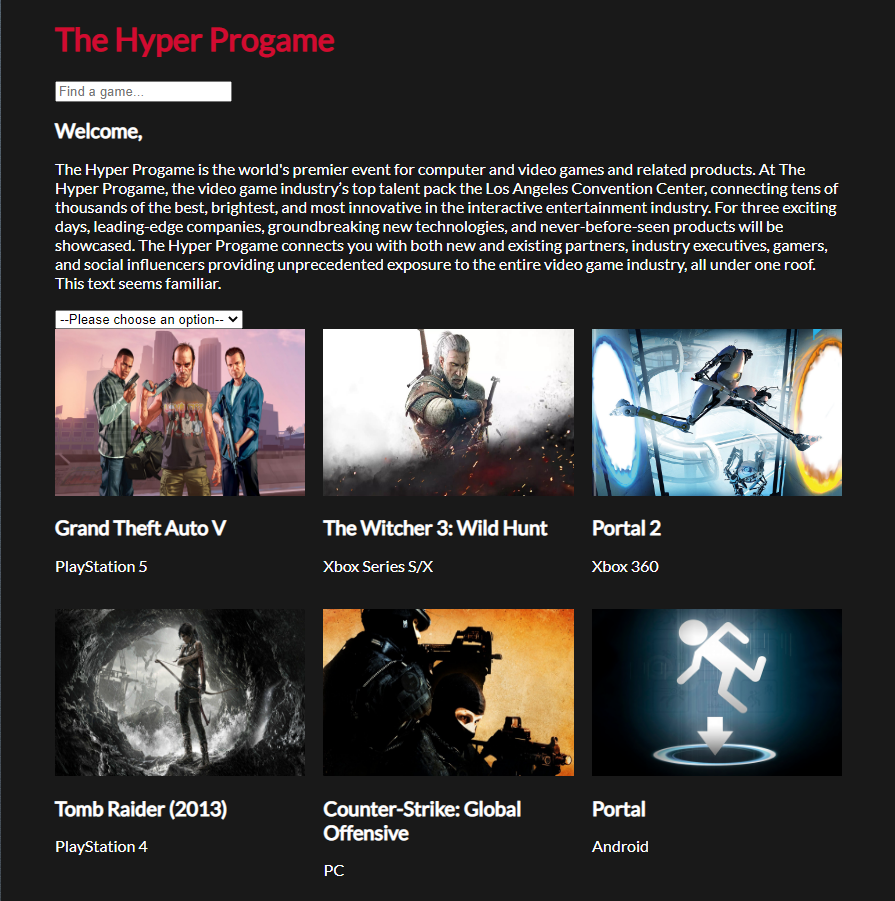 The Hyper Progame
Find a game...
Welcome,
The Hyper Progame is the world's premier event for computer and video games and related products. At The
Hyper Progame, the video game industry’s top talent pack the Los Angeles Convention Center, connecting tens of
thousands of the best, brightest, and most innovative in the interactive entertainment industry. For three exciting
days, leading-edge companies, groundbreaking new technologies, and never-before-seen products will be
showcased. The Hyper Progame connects you with both new and existing partners, industry executives, gamers,
and social influencers providing unprecedented exposure to the entire video game industry, all under one roof.
This text seems familiar.
--Please choose an option--
Grand Theft Auto V
PlayStation 5
The Witcher 3: Wild Hunt
Xbox Series S/X
Portal 2
Xbox 360
Tomb Raider (2013)
PlayStation 4
Counter-Strike: Global
Offensive
PC
Portal
Android